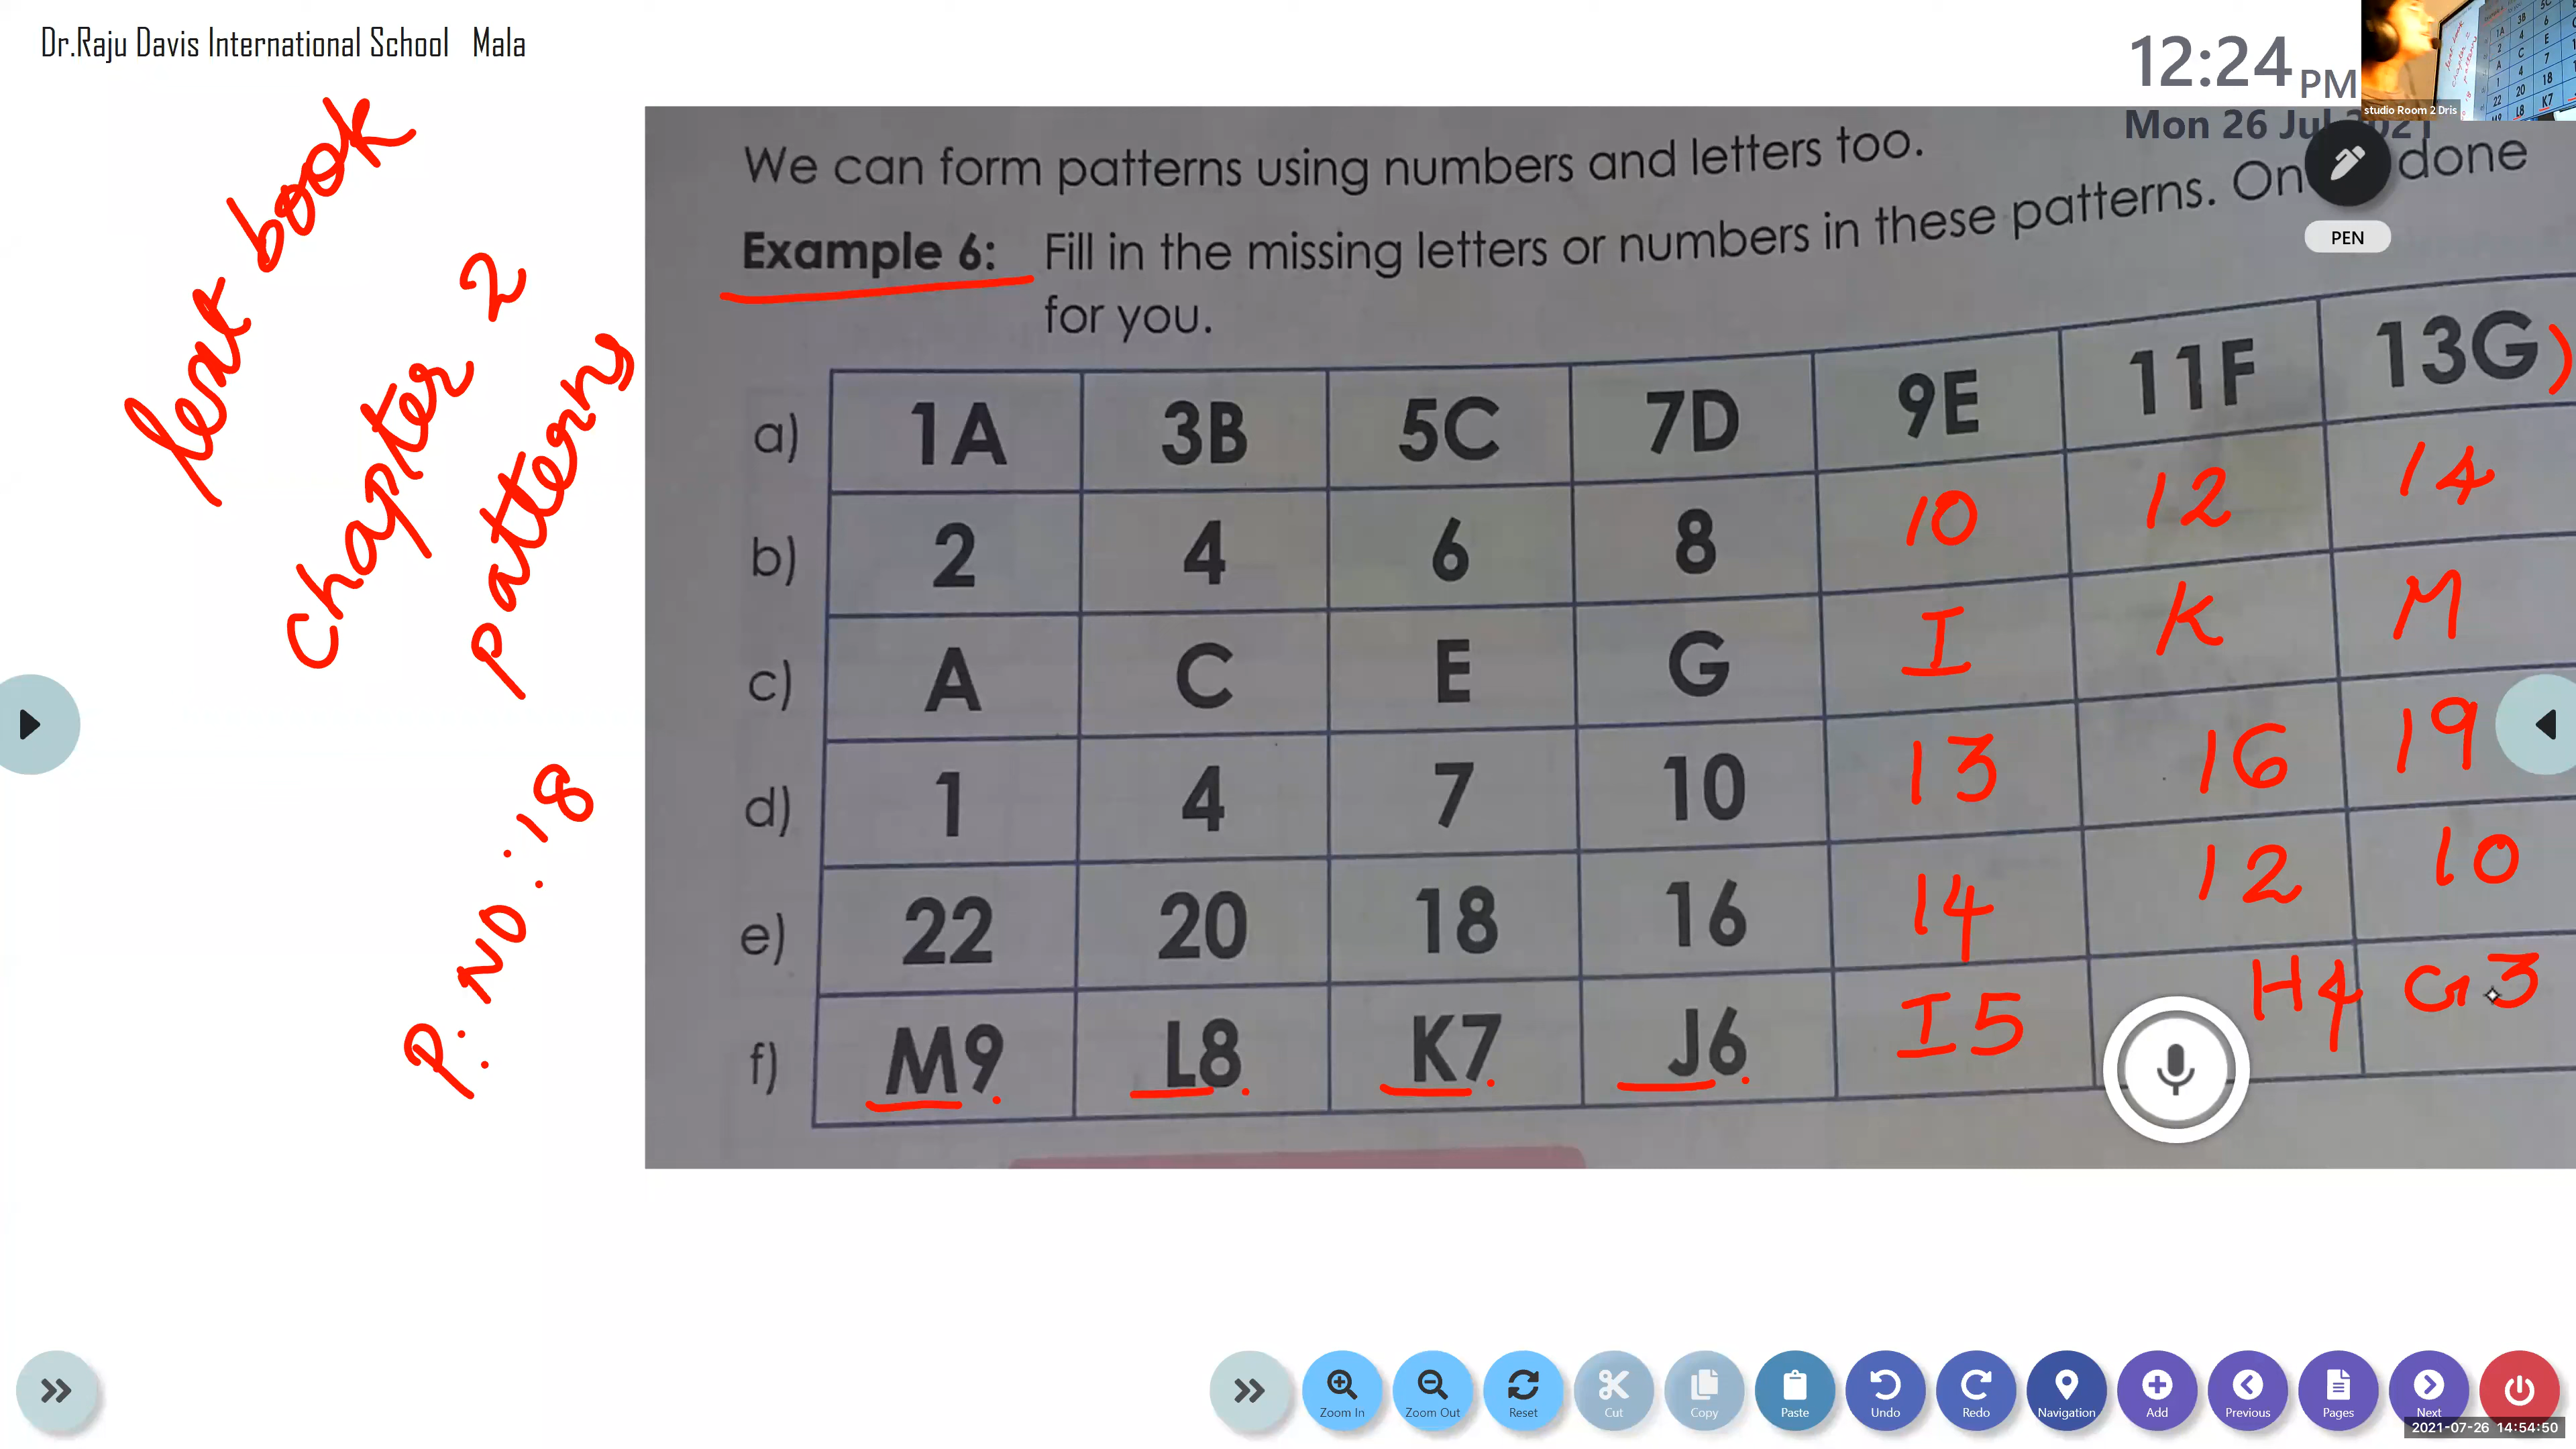 Dr.Raju Davis International School Mala
12:24 PM
Mon 26 Jul 2021
studio Room 2 Dris
PEN
text book
chapter 2
patterns
P. No : 18
We can form patterns using numbers and letters too.
Example 6: Fill in the missing letters or numbers in these patterns. On done
for you.
a) 1A 3B 5C 7D 9E 11F 13G)
b) 2 4 6 8 10 12 14
c) A C E G I K M
d) 1 4 7 10 13 16 19
e) 22 20 18 16 14 12 10
f) M9 L8 K7 J6 I5 H4 G3
Zoom In Zoom Out Reset Cut Copy Paste Undo Redo Navigation Add Previous Pages Next
2021-07-26 14:54:50